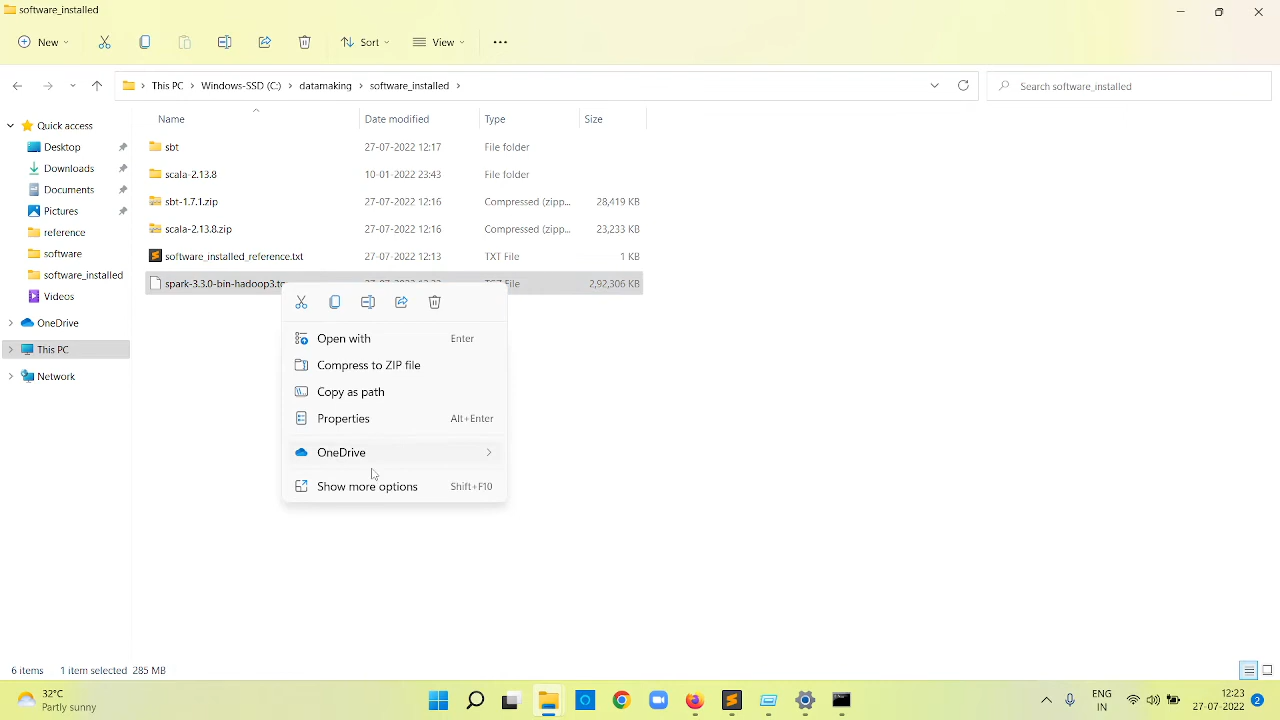 software_installed
New
Sort
View
This PC
Windows-SSD (C:)
datamaking
software_installed
Search software_installed
Name
Date modified
Type
Size
Quick access
Desktop
Downloads
Documents
Pictures
reference
software
software_installed
Videos
OneDrive
This PC
Network
sbt 27-07-2022 12:17 File folder
scala-2.13.8 10-01-2022 23:43 File folder
sbt-1.7.1.zip 27-07-2022 12:16 Compressed (zipp... 28,419 KB
scala-2.13.8.zip 27-07-2022 12:16 Compressed (zipp... 23,233 KB
software_installed_reference.txt 27-07-2022 12:13 TXT File 1 KB
spark-3.3.0-bin-hadoop3. File 2,92,306 KB
Open with Enter
Compress to ZIP file
Copy as path
Properties Alt+Enter
OneDrive
Show more options Shift+F10
6 items 1 item selected 285 MB
32°C
Partly sunny
ENG
IN
12:23
27-07-2022
2